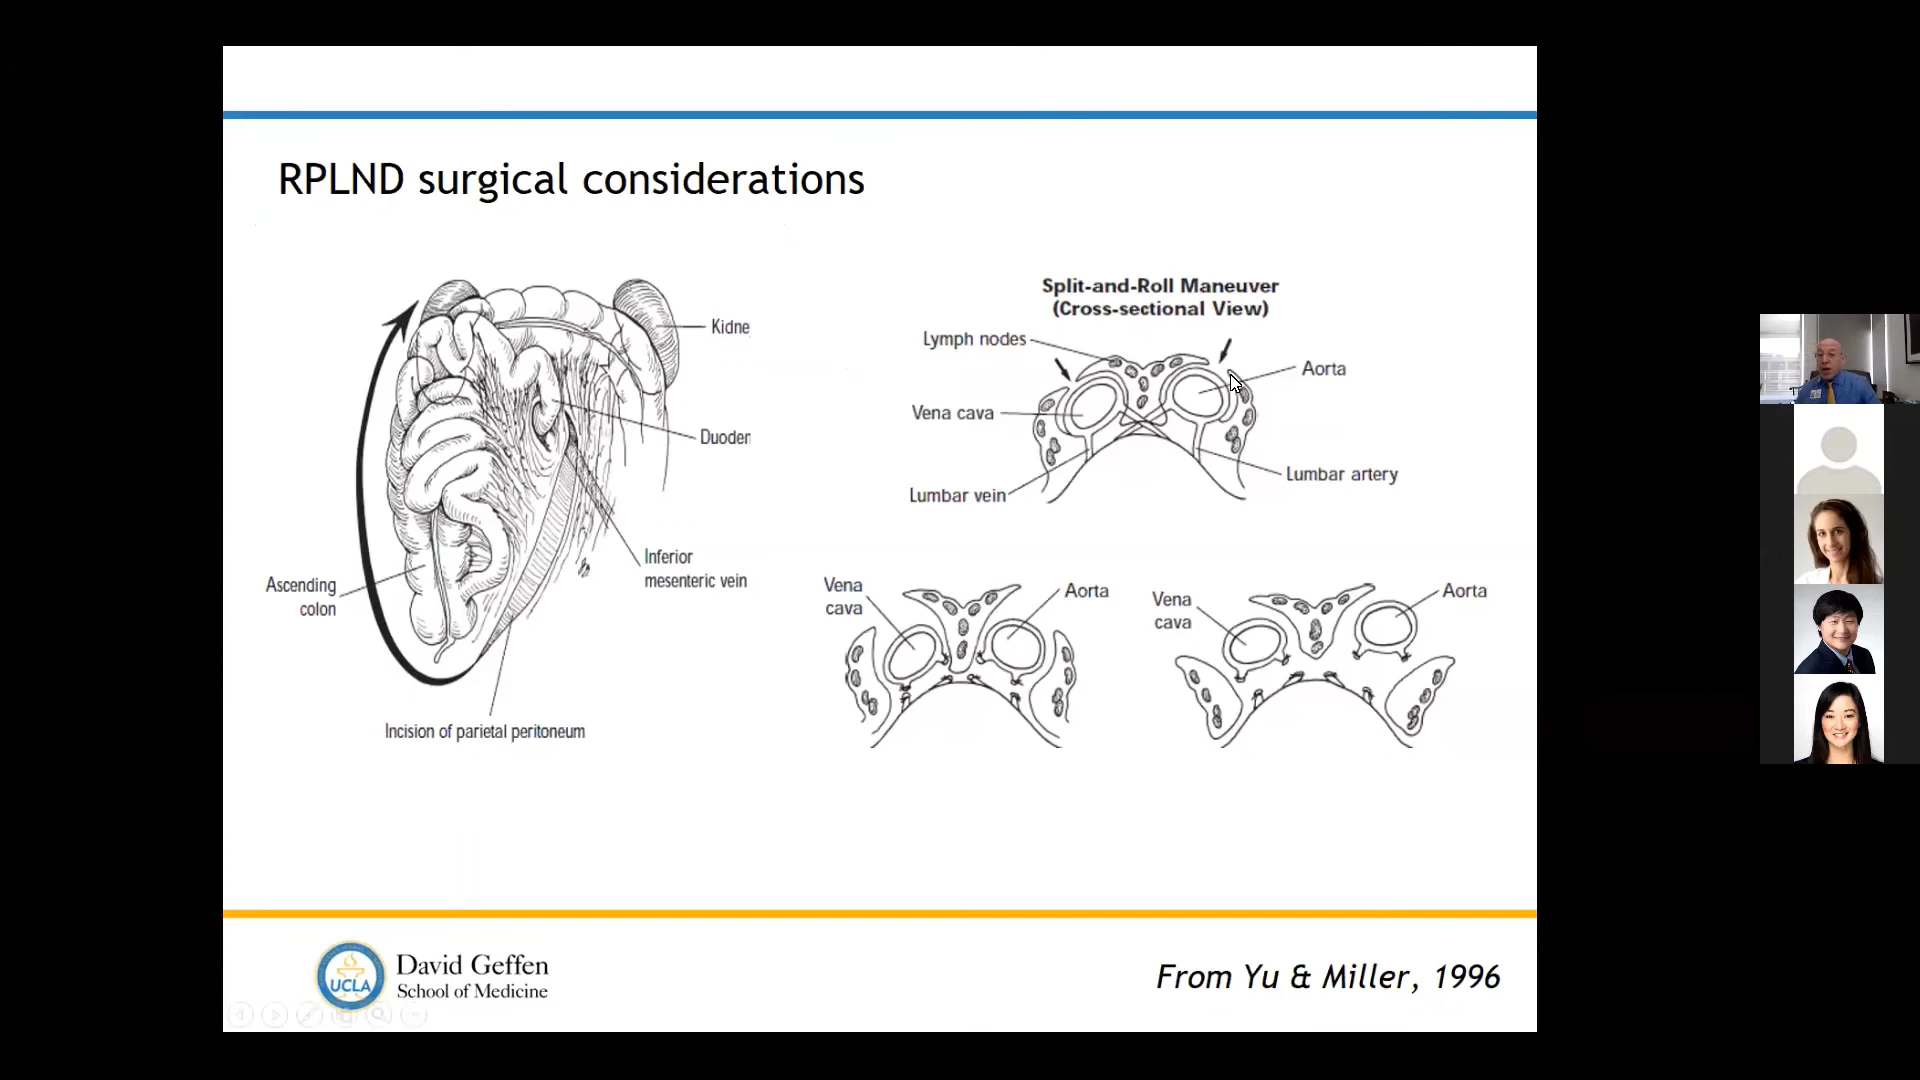 RPLND surgical considerations
Kidne
Duoden
Inferior
mesenteric vein
Ascending
colon
Incision of parietal peritoneum
Split-and-Roll Maneuver
(Cross-sectional View)
Lymph nodes
Aorta
Vena cava
Lumbar artery
Lumbar vein
Vena
cava
Aorta
Vena
cava
Aorta
UCLA
David Geffen
School of Medicine
From Yu & Miller, 1996